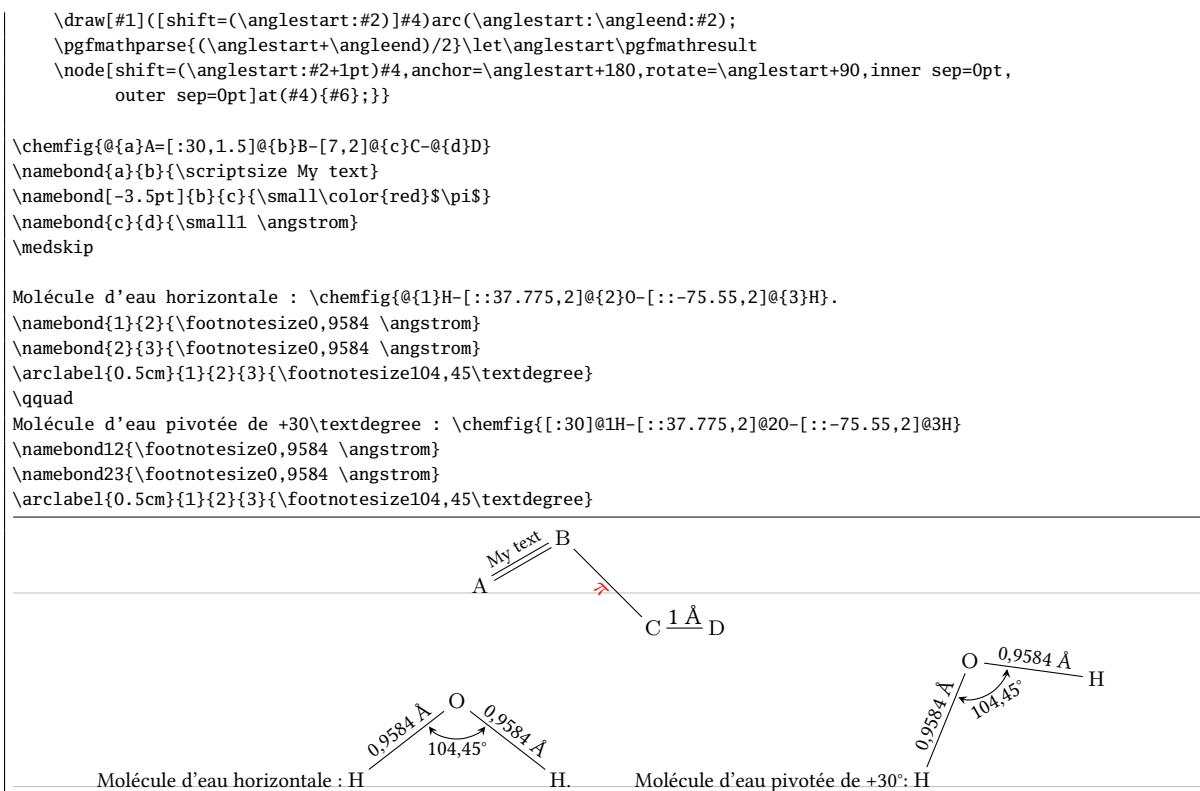 \draw[#1]([shift=(\anglestart:#2)]#4)arc(\anglestart:\angleend:#2);
\pgfmathparse{(\anglestart+\angleend)/2}\let\anglestart\pgfmathresult
\node[shift=(\anglestart:#2+1pt)#4,anchor=\anglestart+180,rotate=\anglestart+90,inner sep=0pt,
outer sep=0pt]at(#4){#6};}}
\chemfig{@{a}A=[:30,1.5]@{b}B-[7,2]@{c}C-@{d}D}
\namebond{a}{b}{\scriptsize My text}
\namebond[-3.5pt]{b}{c}{\small\color{red}$\pi$}
\namebond{c}{d}{\small1 \angstrom}
\medskip
Molécule d'eau horizontale : \chemfig{@{1}H-[::37.775,2]@{2}O-[::-75.55,2]@{3}H}.
\namebond{1}{2}{\footnotesize0,9584 \angstrom}
\namebond{2}{3}{\footnotesize0,9584 \angstrom}
\arclabel{0.5cm}{1}{2}{3}{\footnotesize104,45\textdegree}
\qquad
Molécule d'eau pivotée de +30\textdegree : \chemfig{[:30]@1H-[::37.775,2]@2O-[::-75.55,2]@3H}
\namebond12{\footnotesize0,9584 \angstrom}
\namebond23{\footnotesize0,9584 \angstrom}
\arclabel{0.5cm}{1}{2}{3}{\footnotesize104,45\textdegree}
My text B
A π
C 1 Å D
O 0,9584 Å H
0,9584 Å 104,45°
O
0,9584 Å 104,45° 0,9584 Å
Molécule d'eau horizontale : H H. Molécule d'eau pivotée de +30°: H